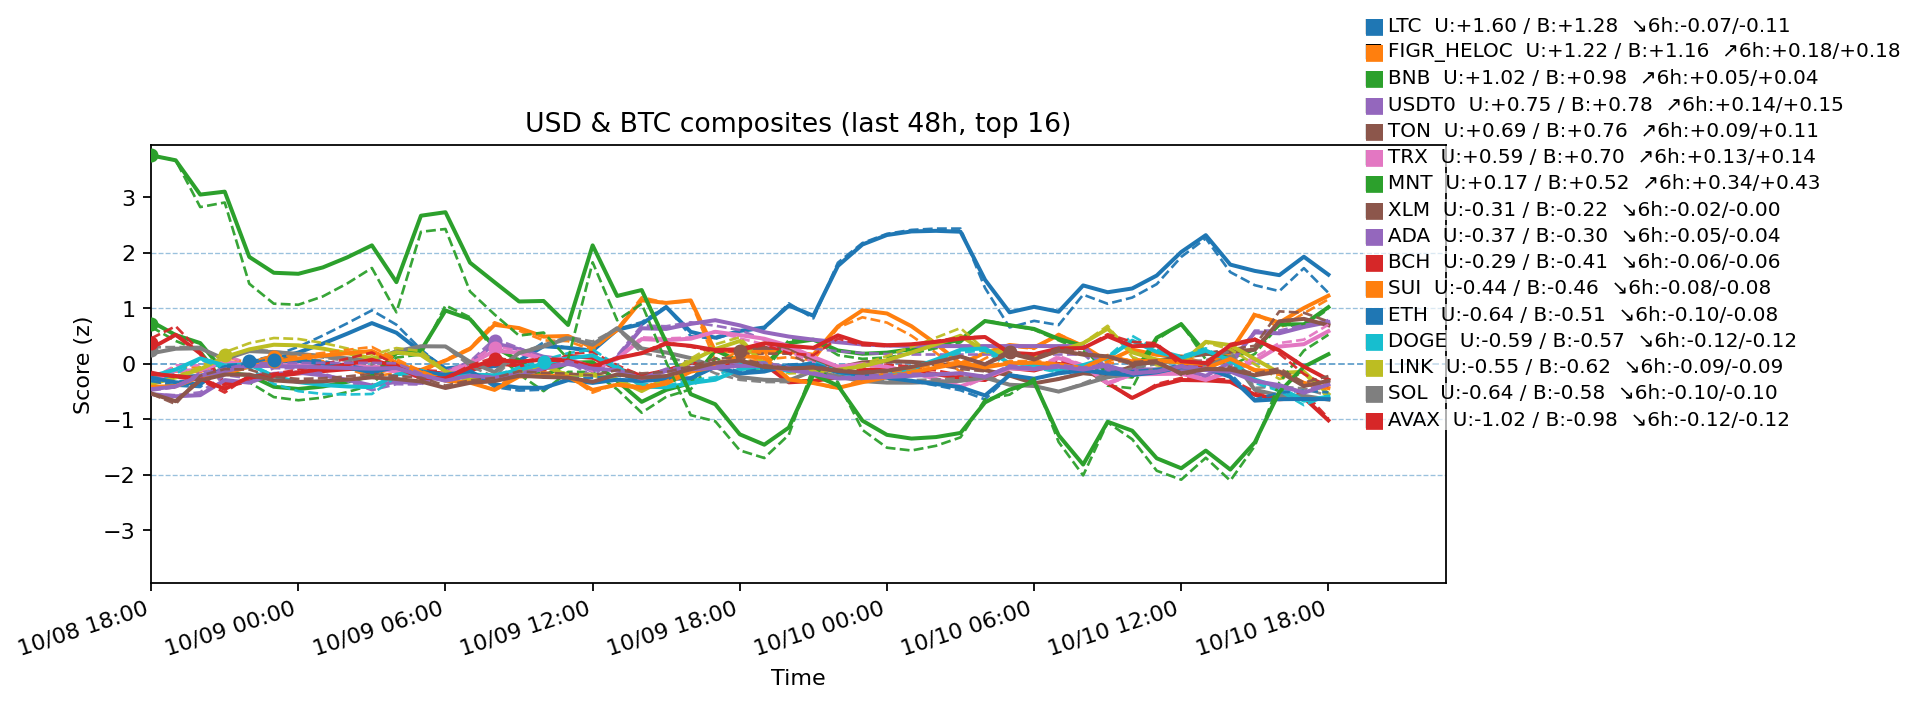 LTC  U:+1.60 / B:+1.28  ↘6h:-0.07/-0.11
FIGR_HELOC  U:+1.22 / B:+1.16  ↗6h:+0.18/+0.18
BNB  U:+1.02 / B:+0.98  ↗6h:+0.05/+0.04
USDT0  U:+0.75 / B:+0.78  ↗6h:+0.14/+0.15
TON  U:+0.69 / B:+0.76  ↗6h:+0.09/+0.11
TRX  U:+0.59 / B:+0.70  ↗6h:+0.13/+0.14
MNT  U:+0.17 / B:+0.52  ↗6h:+0.34/+0.43
XLM  U:-0.31 / B:-0.22  ↘6h:-0.02/-0.00
ADA  U:-0.37 / B:-0.30  ↘6h:-0.05/-0.04
BCH  U:-0.29 / B:-0.41  ↘6h:-0.06/-0.06
SUI  U:-0.44 / B:-0.46  ↘6h:-0.08/-0.08
ETH  U:-0.64 / B:-0.51  ↘6h:-0.10/-0.08
DOGE  U:-0.59 / B:-0.57  ↘6h:-0.12/-0.12
LINK  U:-0.55 / B:-0.62  ↘6h:-0.09/-0.09
SOL  U:-0.64 / B:-0.58  ↘6h:-0.10/-0.10
AVAX  U:-1.02 / B:-0.98  ↘6h:-0.12/-0.12
USD & BTC composites (last 48h, top 16)
Score (z)
3
2
1
0
−1
−2
−3
10/08 18:00
10/09 00:00
10/09 06:00
10/09 12:00
10/09 18:00
10/10 00:00
10/10 06:00
10/10 12:00
10/10 18:00
Time